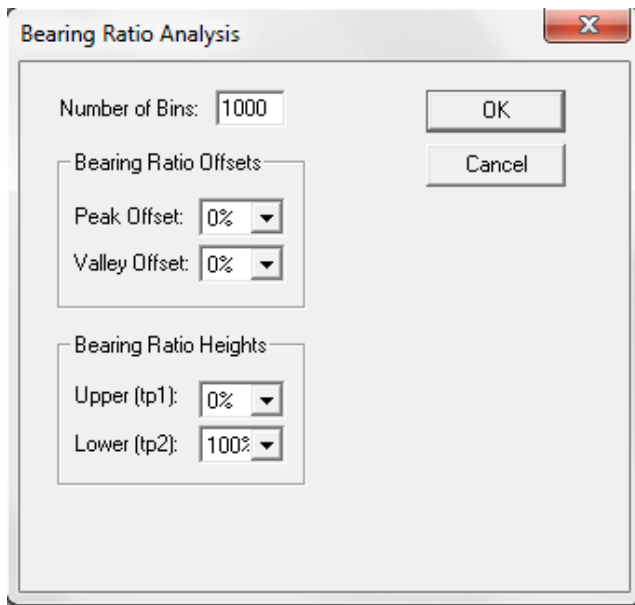 Bearing Ratio Analysis
Number of Bins: 1000
OK
Cancel
Bearing Ratio Offsets
Peak Offset: 0%
Valley Offset: 0%
Bearing Ratio Heights
Upper (tp1): 0%
Lower (tp2): 100%